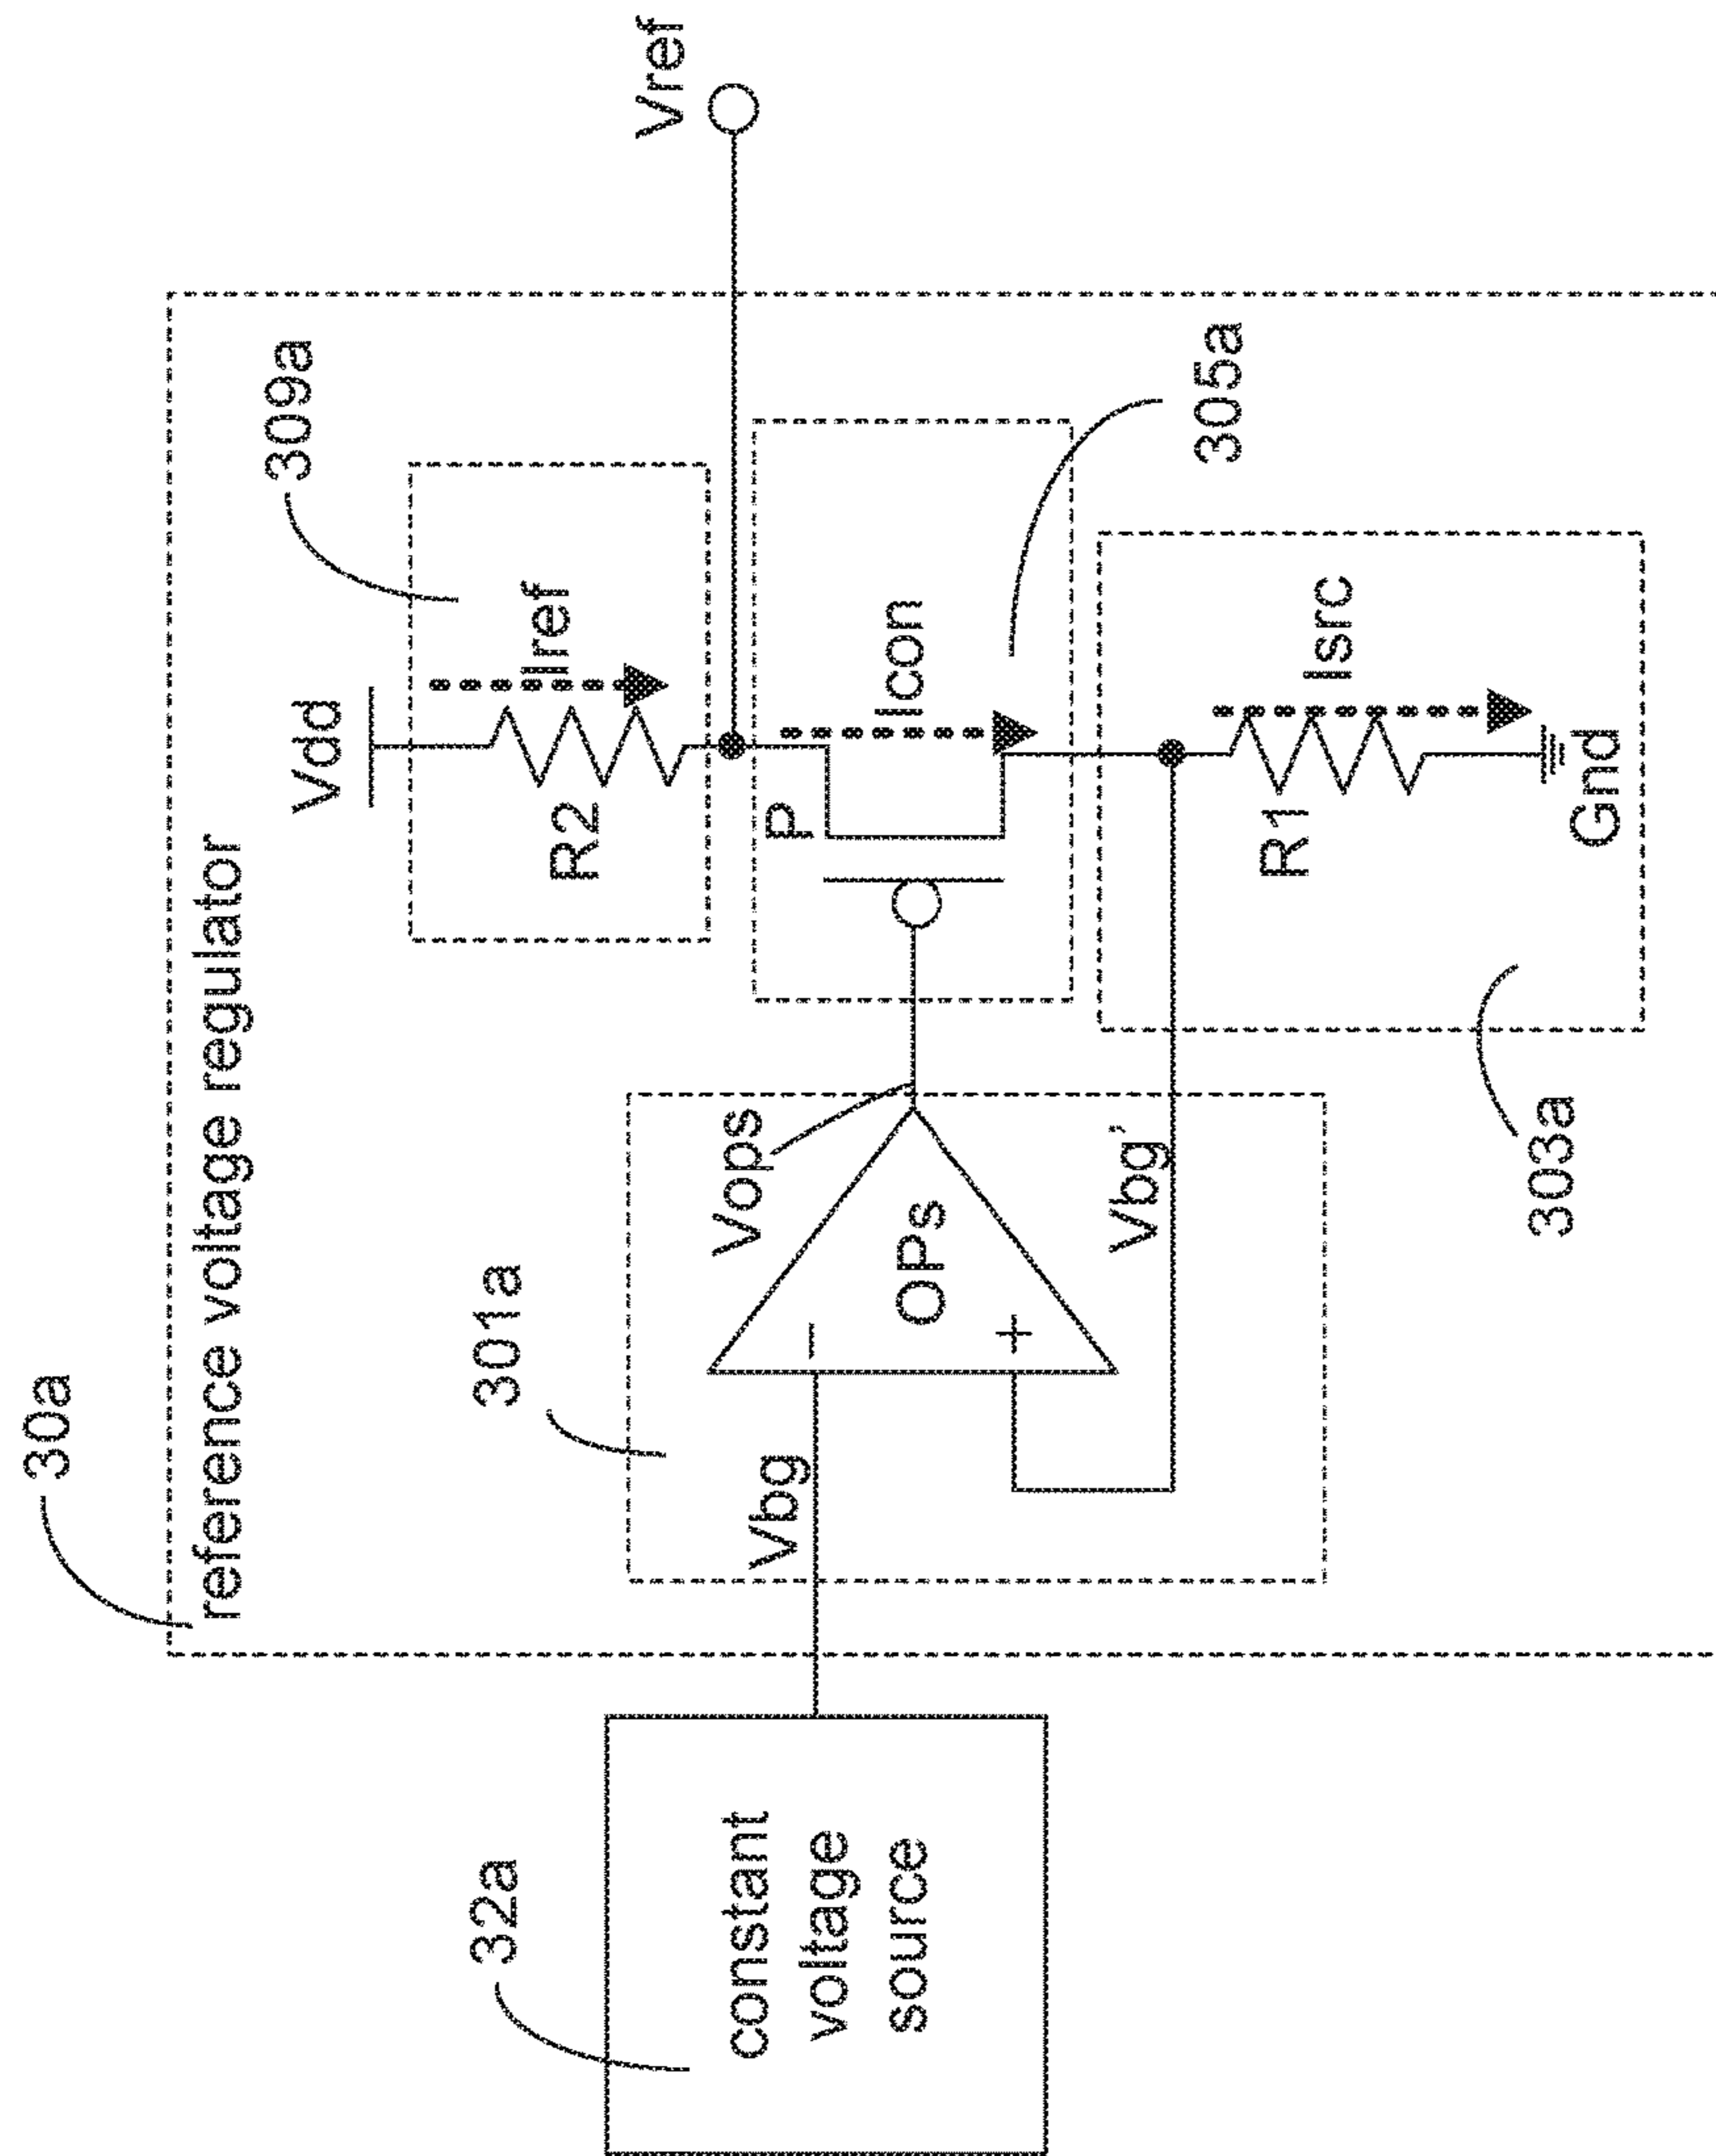 30a
reference voltage regulator
32a
constant
voltage
source
Vbg
301a
−
+
OPs
Vops
Vbg’
Vdd
R2
Iref
309a
Vref
P
Icon
305a
R1
Isrc
Gnd
303a